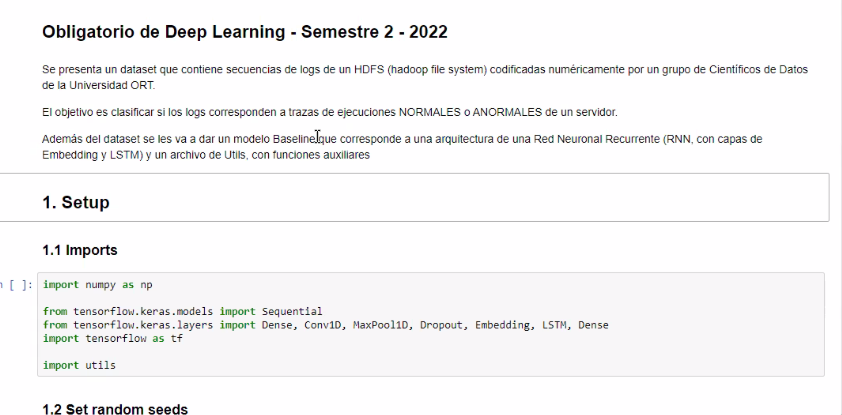 Obligatorio de Deep Learning - Semestre 2 - 2022
Se presenta un dataset que contiene secuencias de logs de un HDFS (hadoop file system) codificadas numéricamente por un grupo de Científicos de Datos
de la Universidad ORT.
El objetivo es clasificar si los logs corresponden a trazas de ejecuciones NORMALES o ANORMALES de un servidor.
Además del dataset se les va a dar un modelo Baseline que corresponde a una arquitectura de una Red Neuronal Recurrente (RNN, con capas de
Embedding y LSTM) y un archivo de Utils, con funciones auxiliares
1. Setup
1.1 Imports
n [ ]:
import numpy as np
from tensorflow.keras.models import Sequential
from tensorflow.keras.layers import Dense, Conv1D, MaxPool1D, Dropout, Embedding, LSTM, Dense
import tensorflow as tf
import utils
1.2 Set random seeds